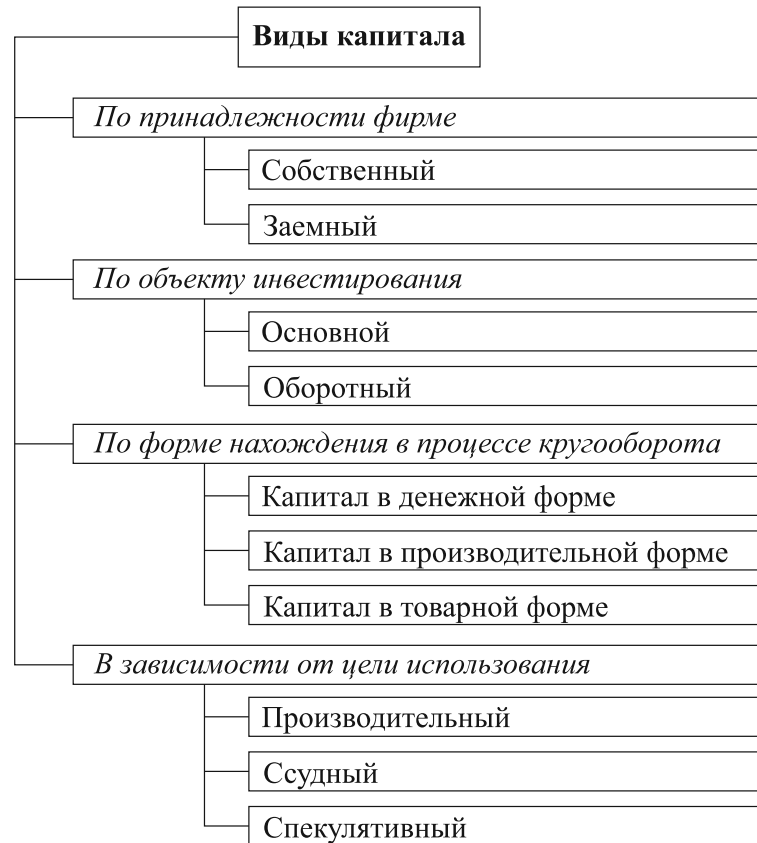 Виды капитала
По принадлежности фирме
Собственный
Заемный
По объекту инвестирования
Основной
Оборотный
По форме нахождения в процессе кругооборота
Капитал в денежной форме
Капитал в производительной форме
Капитал в товарной форме
В зависимости от цели использования
Производительный
Ссудный
Спекулятивный